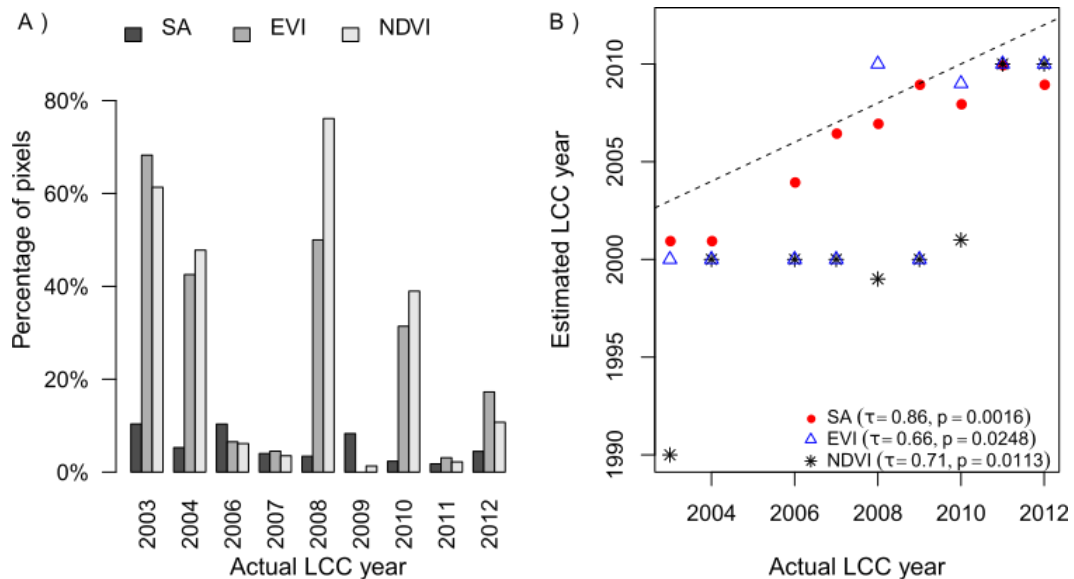 A )
SA EVI NDVI
Percentage of pixels
80%
60%
40%
20%
0%
2003 2004 2006 2007 2008 2009 2010 2011 2012
Actual LCC year
B )
Estimated LCC year
2010
2005
2000
1995
1990
SA (τ= 0.86, p = 0.0016)
EVI (τ= 0.66, p = 0.0248)
NDVI (τ= 0.71, p = 0.0113)
2004 2006 2008 2010 2012
Actual LCC year